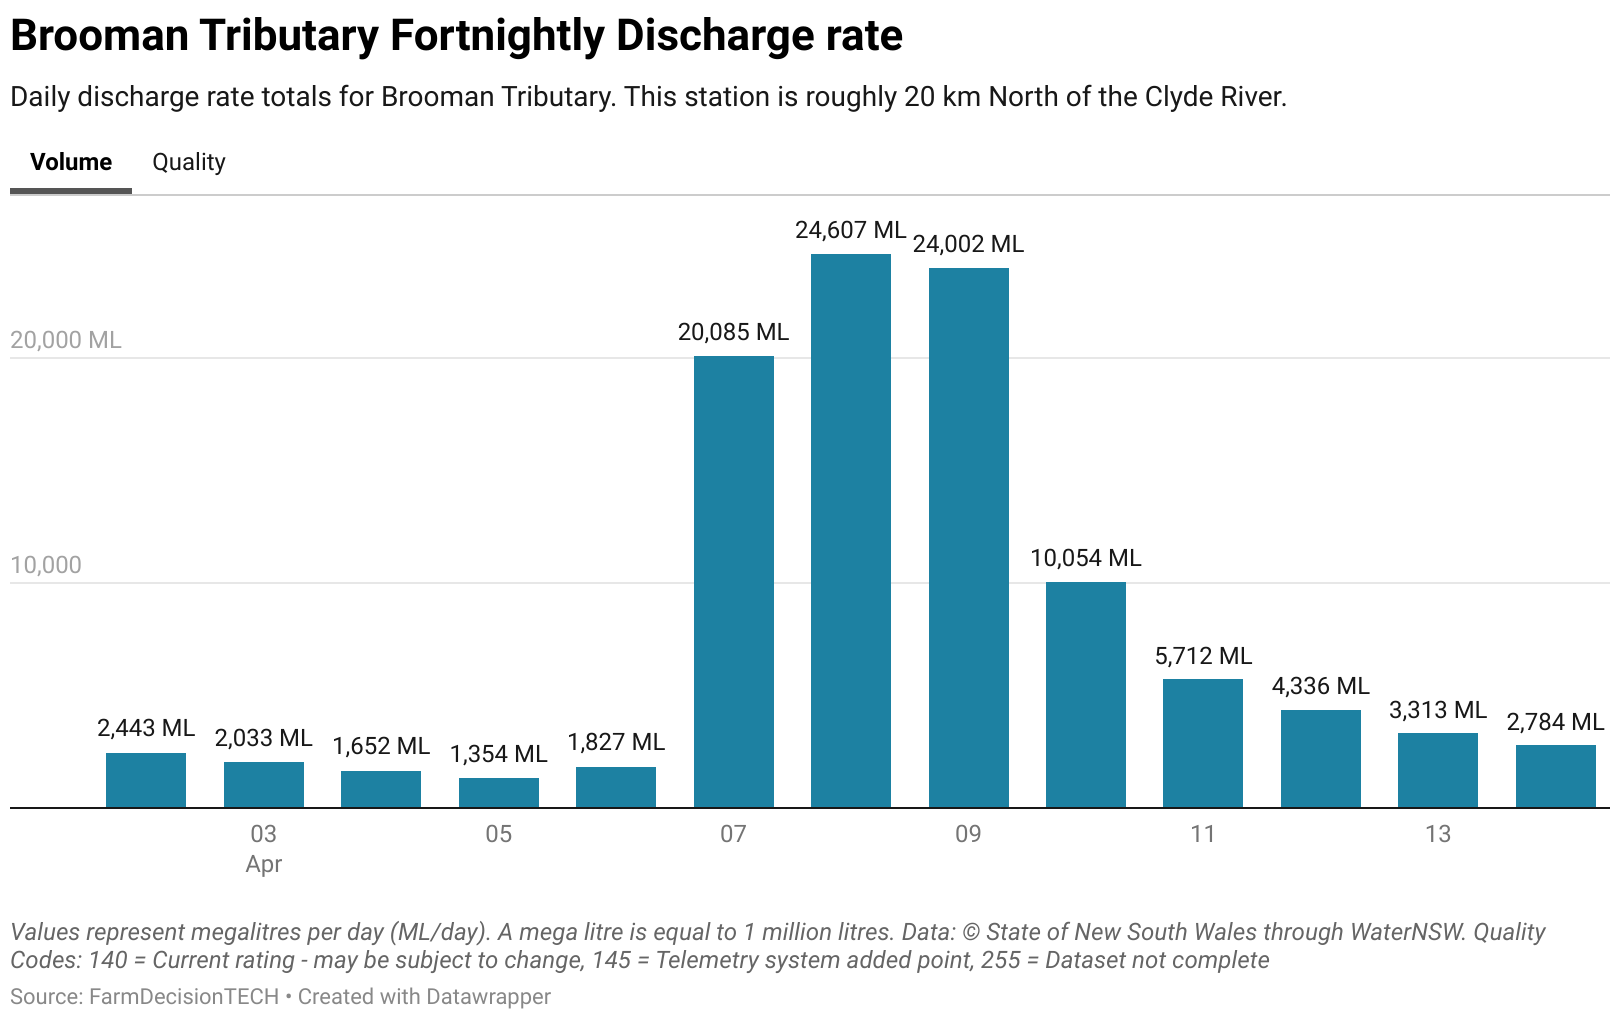 Brooman Tributary Fortnightly Discharge rate
Daily discharge rate totals for Brooman Tributary. This station is roughly 20 km North of the Clyde River.
Volume Quality
24,607 ML
24,002 ML
20,085 ML
20,000 ML
10,054 ML
10,000
5,712 ML
4,336 ML
3,313 ML
2,784 ML
2,443 ML
2,033 ML
1,652 ML
1,354 ML
1,827 ML
03 05 07 09 11 13
Apr
Values represent megalitres per day (ML/day). A mega litre is equal to 1 million litres. Data: © State of New South Wales through WaterNSW. Quality
Codes: 140 = Current rating - may be subject to change, 145 = Telemetry system added point, 255 = Dataset not complete
Source: FarmDecisionTECH • Created with Datawrapper